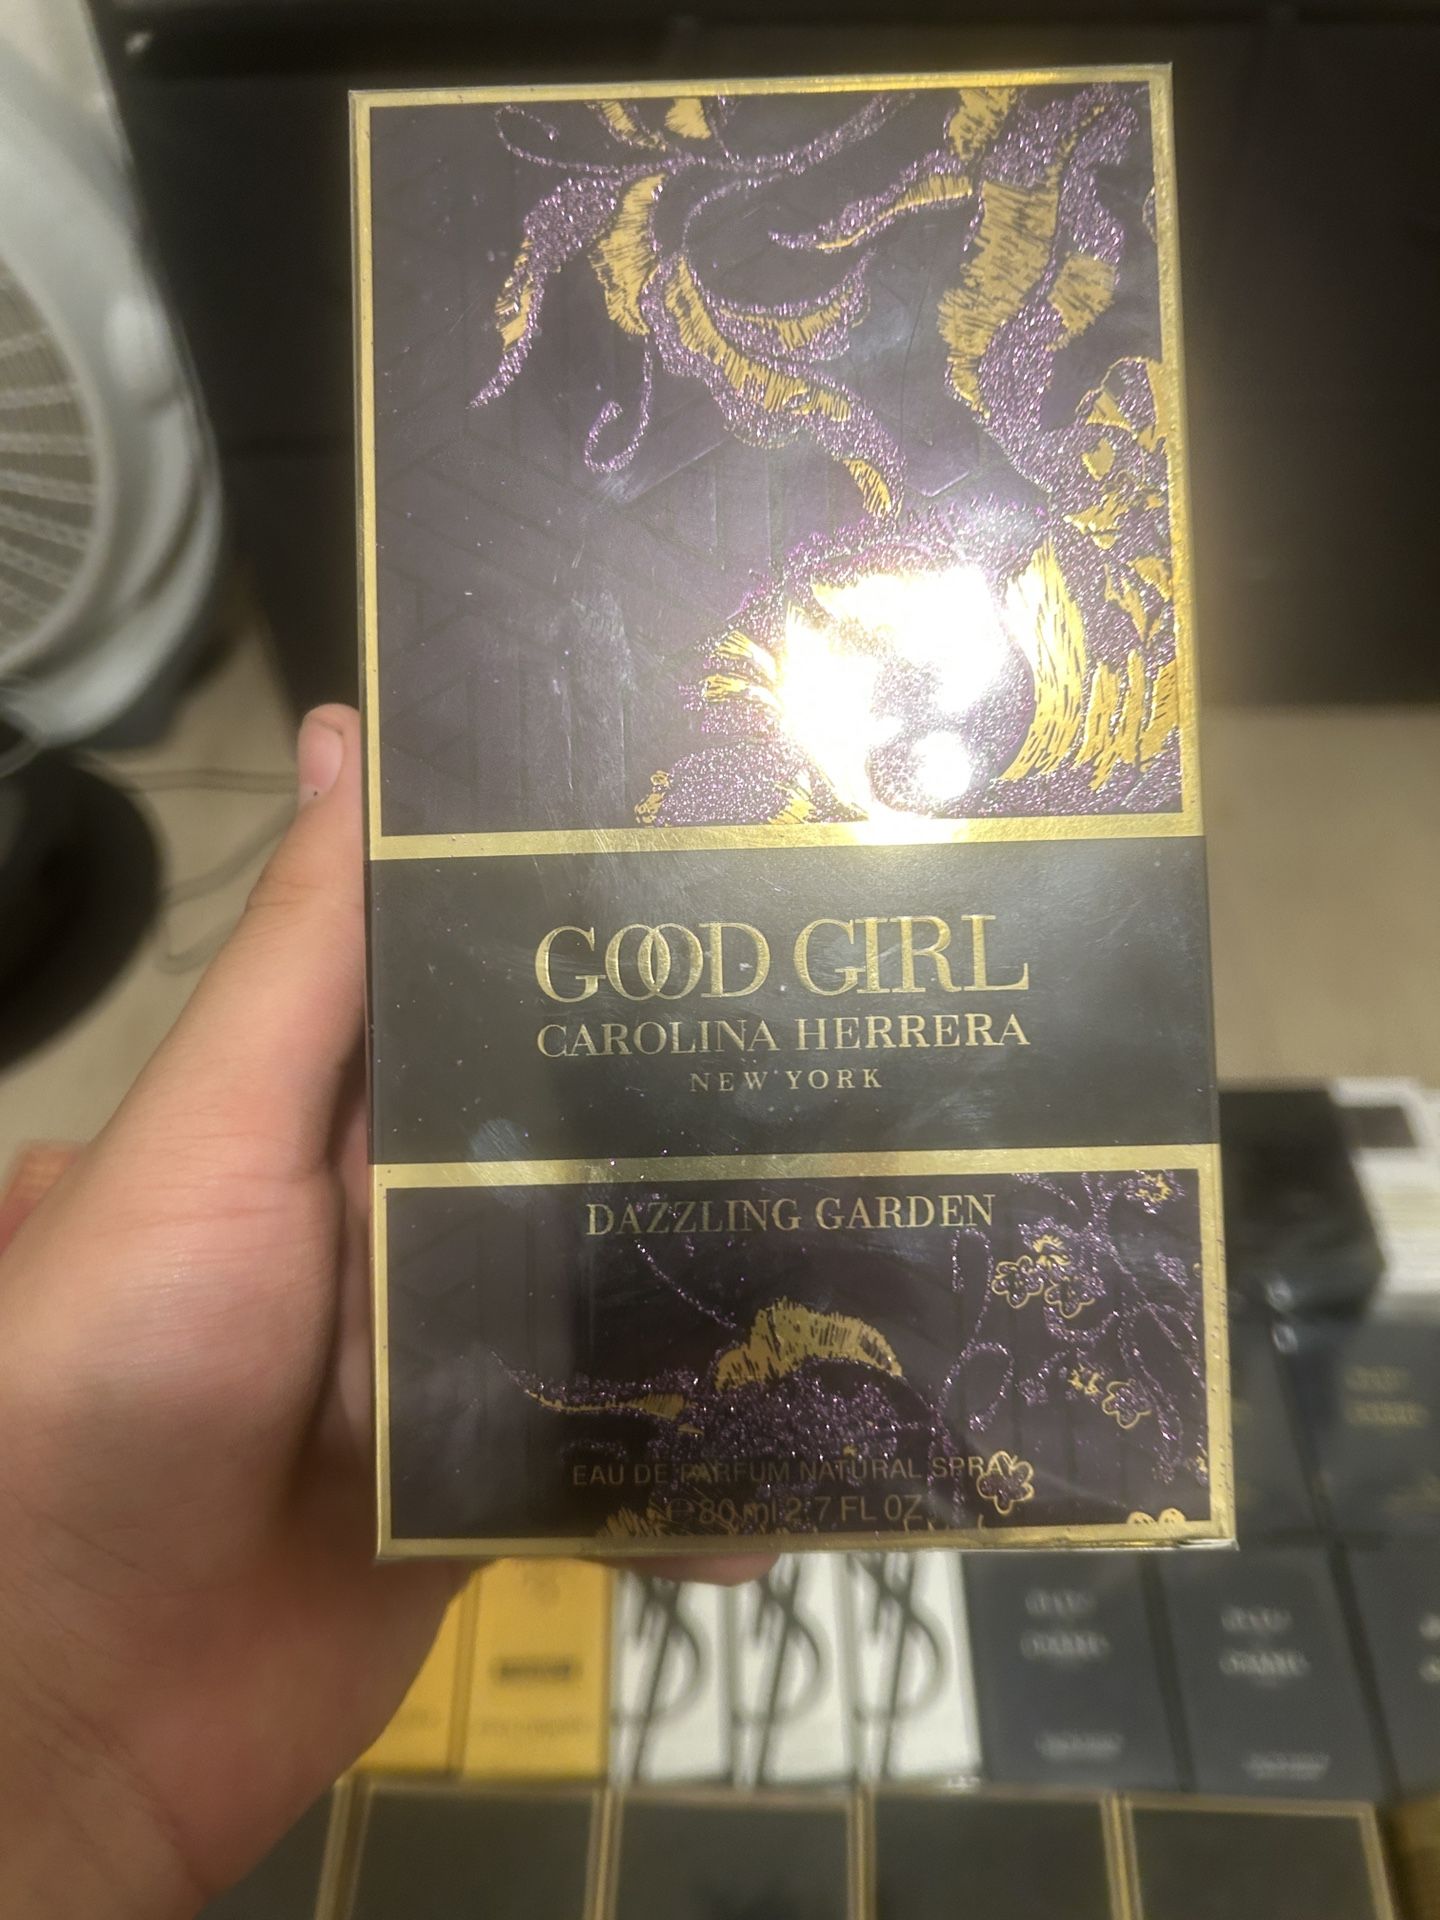 GOOD GIRL
CAROLINA HERRERA
NEW YORK
DAZZLING GARDEN
EAU DE PARFUM NATURAL SPRAY
℮ 80 ml 2.7 FL OZ